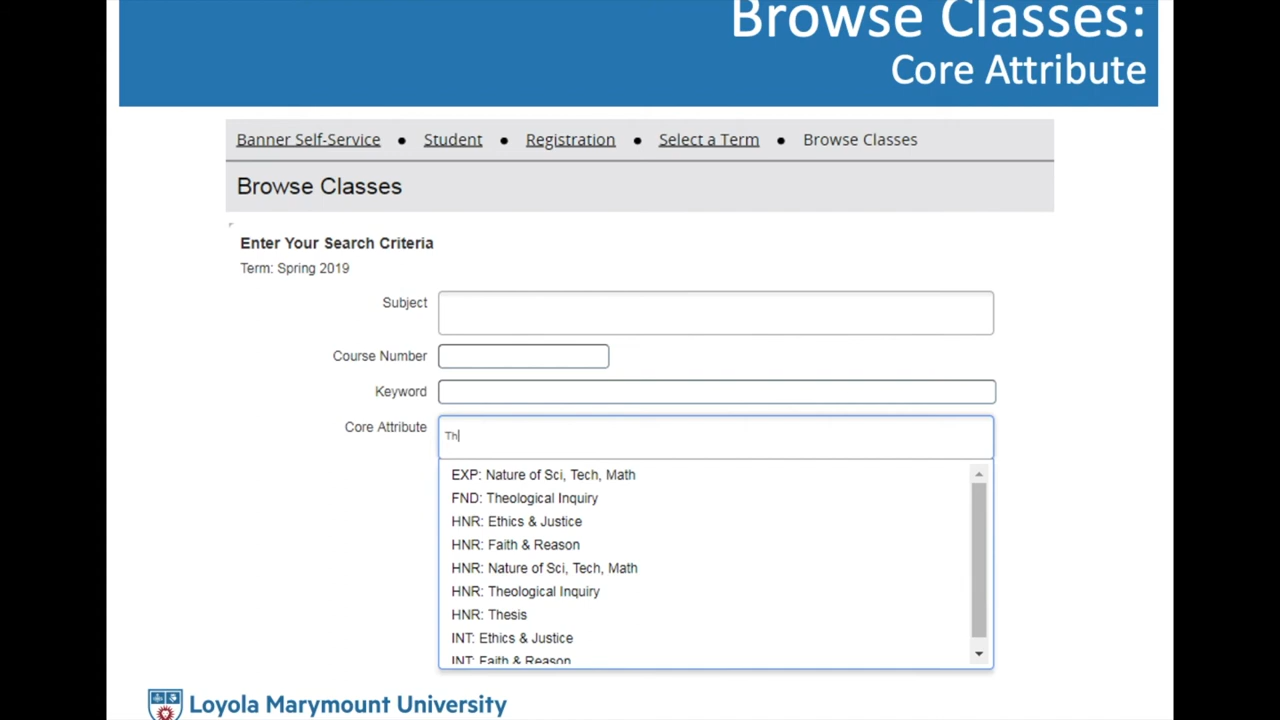 Browse Classes:
Core Attribute
Banner Self-Service • Student • Registration • Select a Term • Browse Classes
Browse Classes
Enter Your Search Criteria
Term: Spring 2019
Subject
Course Number
Keyword
Core Attribute
Th
EXP: Nature of Sci, Tech, Math
FND: Theological Inquiry
HNR: Ethics & Justice
HNR: Faith & Reason
HNR: Nature of Sci, Tech, Math
HNR: Theological Inquiry
HNR: Thesis
INT: Ethics & Justice
INT: Faith & Reason
Loyola Marymount University